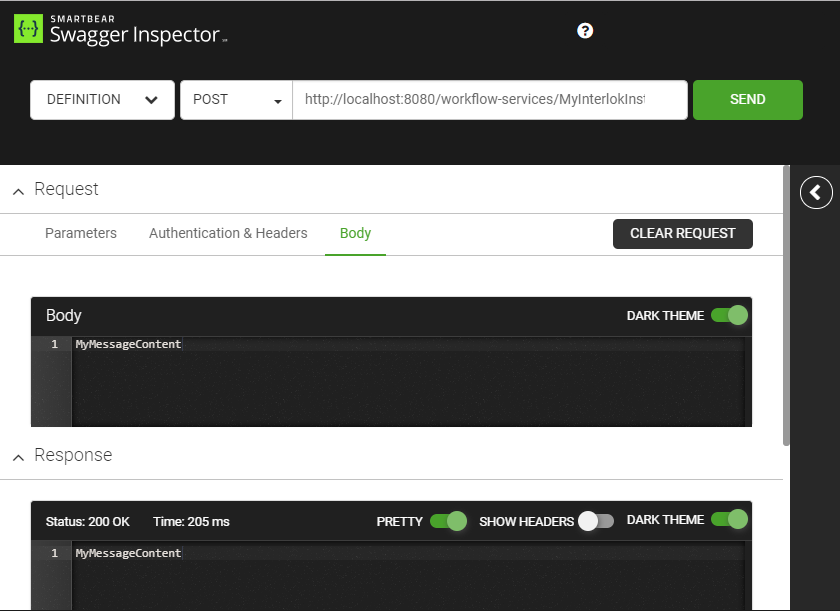 SMARTBEAR
{···} Swagger Inspector
?
DEFINITION POST http://localhost:8080/workflow-services/MyInterlokInst SEND
Request
Parameters Authentication & Headers Body CLEAR REQUEST
Body DARK THEME
1 MyMessageContent
Response
Status: 200 OK Time: 205 ms PRETTY SHOW HEADERS DARK THEME
1 MyMessageContent